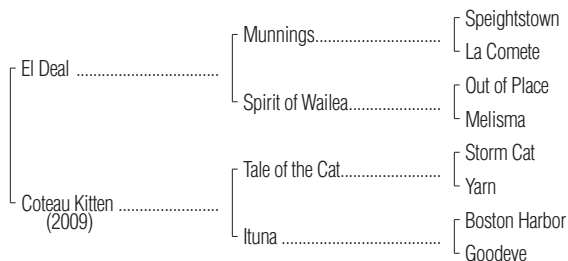 Speightstown
Munnings
La Comete
El Deal
Out of Place
Spirit of Wailea
Melisma
Storm Cat
Tale of the Cat
Yarn
Coteau Kitten
(2009)
Boston Harbor
Ituna
Goodeve